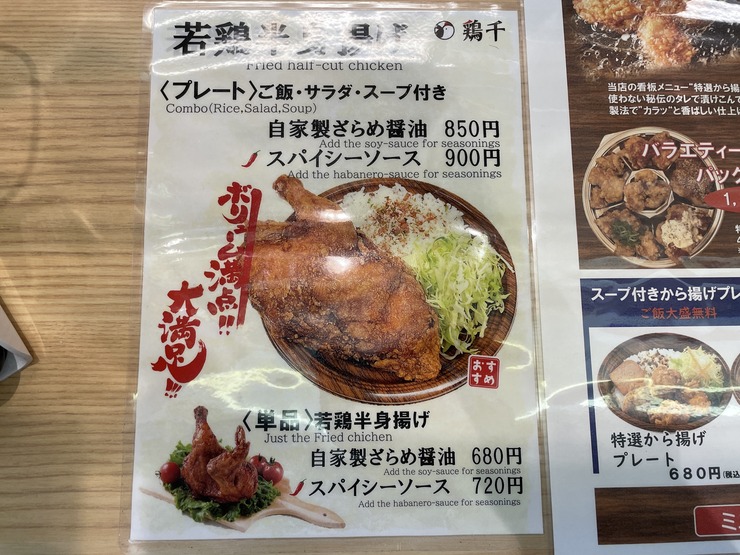 若鶏半身揚げ
鶏千
Fried half-cut chicken
〈プレート〉ご飯・サラダ・スープ付き
Combo(Rice,Salad,Soup)
自家製ざらめ醤油 850円
Add the soy-sauce for seasonings
スパイシーソース 900円
Add the habanero-sauce for seasonings
ボリューム満点!!
大満足!!
おすすめ
〈単品〉若鶏半身揚げ
Just the Fried chichen
自家製ざらめ醤油 680円
Add the soy-sauce for seasonings
スパイシーソース 720円
Add the habanero-sauce for seasonings
当店の看板メニュー"特選から揚
使わない秘伝のタレで漬けこんで
製法で"カラッ"と香ばしい仕上
バラエティー
パック
1,
スープ付きから揚げプレ
ご飯大盛無料
特選から揚げ
プレート
680円(税込
ミニ